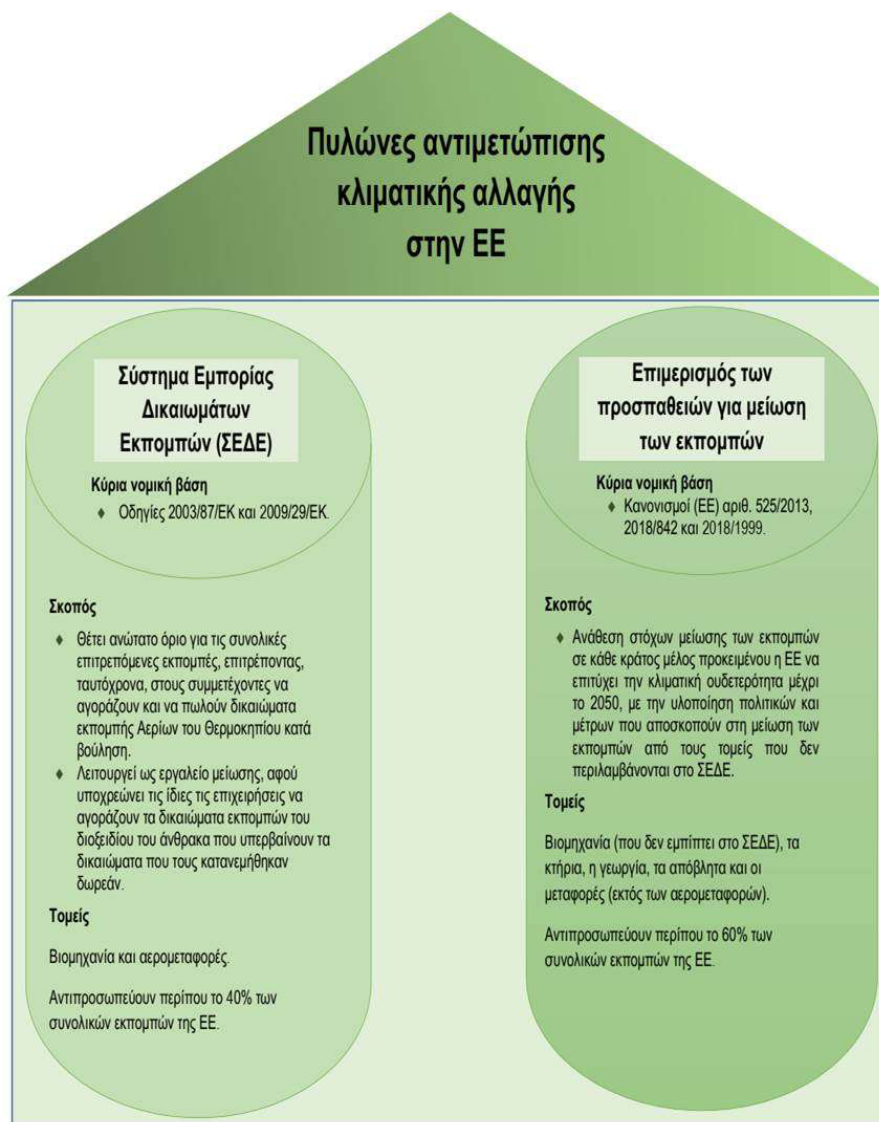 Πυλώνες αντιμετώπισης
κλιματικής αλλαγής
στην ΕΕ
Σύστημα Εμπορίας
Δικαιωμάτων
Εκπομπών (ΣΕΔΕ)
Κύρια νομική βάση
♦ Οδηγίες 2003/87/ΕΚ και 2009/29/ΕΚ.
Σκοπός
♦ Θέτει ανώτατο όριο για τις συνολικές
επιτρεπόμενες εκπομπές, επιτρέποντας,
ταυτόχρονα, στους συμμετέχοντες να
αγοράζουν και να πωλούν δικαιώματα
εκπομπής Αερίων του Θερμοκηπίου κατά
βούληση.
♦ Λειτουργεί ως εργαλείο μείωσης, αφού
υποχρεώνει τις ίδιες τις επιχειρήσεις να
αγοράζουν τα δικαιώματα εκπομπών του
διοξειδίου του άνθρακα που υπερβαίνουν τα
δικαιώματα που τους κατανεμήθηκαν
δωρεάν.
Τομείς
Βιομηχανία και αερομεταφορές.
Αντιπροσωπεύουν περίπου το 40% των
συνολικών εκπομπών της ΕΕ.
Επιμερισμός των
προσπαθειών για μείωση
των εκπομπών
Κύρια νομική βάση
♦ Κανονισμοί (ΕΕ) αριθ. 525/2013,
2018/842 και 2018/1999.
Σκοπός
♦ Ανάθεση στόχων μείωσης των εκπομπών
σε κάθε κράτος μέλος προκειμένου η ΕΕ να
επιτύχει την κλιματική ουδετερότητα μέχρι
το 2050, με την υλοποίηση πολιτικών και
μέτρων που αποσκοπούν στη μείωση των
εκπομπών από τους τομείς που δεν
περιλαμβάνονται στο ΣΕΔΕ.
Τομείς
Βιομηχανία (που δεν εμπίπτει στο ΣΕΔΕ), τα
κτήρια, η γεωργία, τα απόβλητα και οι
μεταφορές (εκτός των αερομεταφορών).
Αντιπροσωπεύουν περίπου το 60% των
συνολικών εκπομπών της ΕΕ.